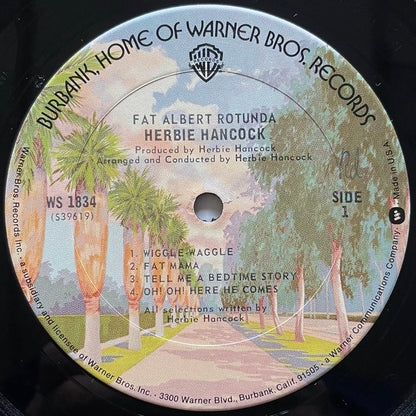 BURBANK, HOME OF WARNER BROS. RECORDS
FAT ALBERT ROTUNDA
HERBIE HANCOCK
Produced by Herbie Hancock
Arranged and Conducted by Herbie Hancock
WS 1834
(S39619)
SIDE
1
1. WIGGLE-WAGGLE
2. FAT MAMA
3. TELL ME A BEDTIME STORY
4. OH! OH! HERE HE COMES
All selections written by
Herbie Hancock
Warner Bros. Records Inc. • a subsidiary and licensee of Warner Bros. Inc. • 3300 Warner Blvd., Burbank, Calif. 91505 • a Warner Communications Company • Made in U.S.A.